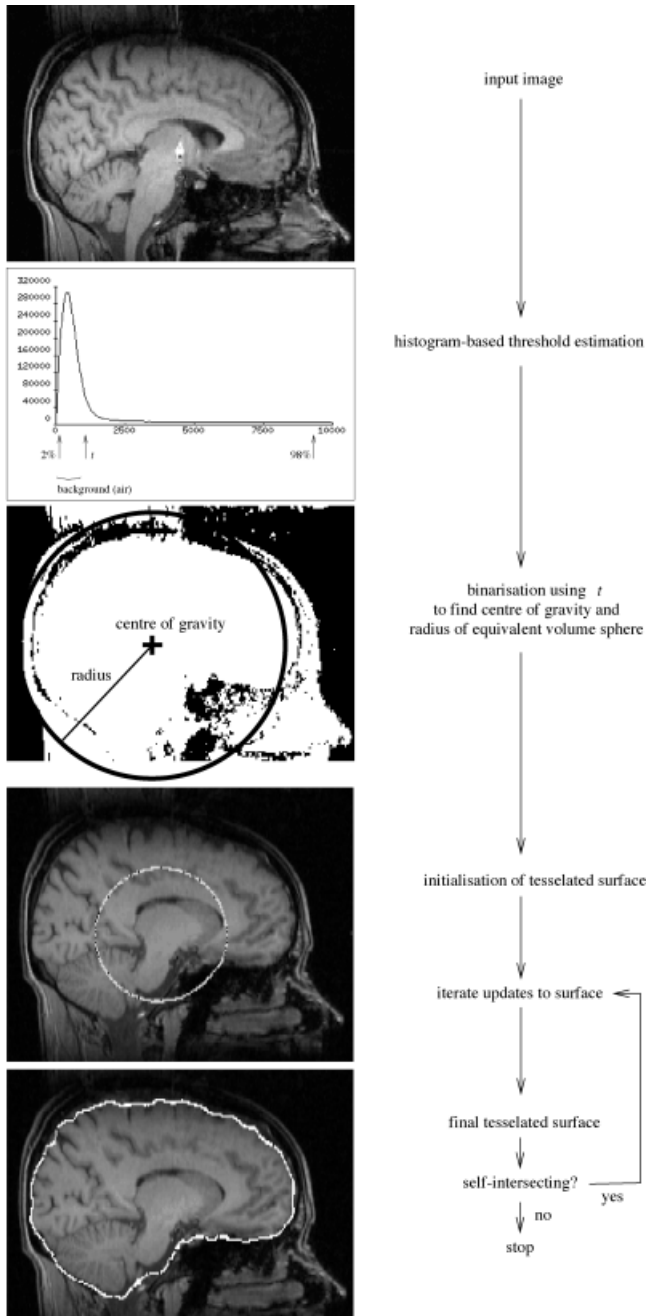 input image
320000
280000
240000
200000
160000
120000
80000
40000
0
0 2500 5000 7500 10000
2% t 98%
background (air)
histogram-based threshold estimation
centre of gravity
radius
binarisation using t
to find centre of gravity and
radius of equivalent volume sphere
initialisation of tesselated surface
iterate updates to surface
final tesselated surface
self-intersecting?
yes
no
stop